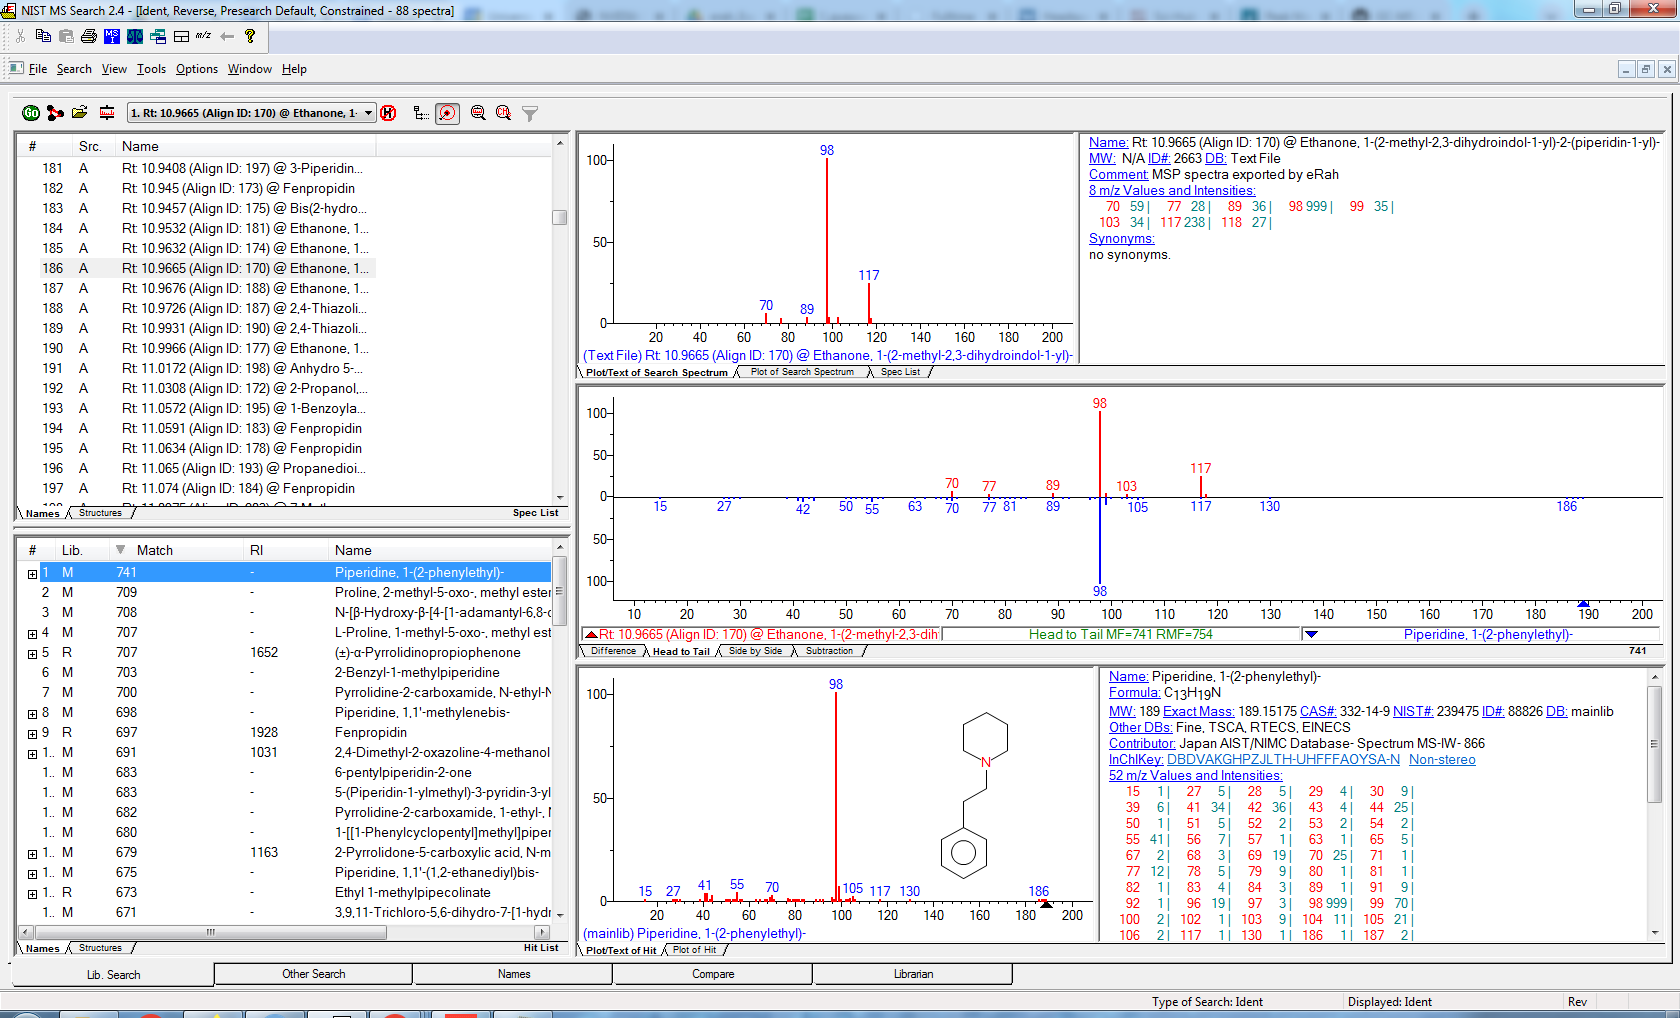 NIST MS Search 2.4 - [Ident, Reverse, Presearch Default, Constrained - 88 spectra]
File Search View Tools Options Window Help
1. Rt: 10.9665 (Align ID: 170) @ Ethanone, 1-
# Src. Name
181 A Rt: 10.9408 (Align ID: 197) @ 3-Piperidin...
182 A Rt: 10.945 (Align ID: 173) @ Fenpropidin
183 A Rt: 10.9457 (Align ID: 175) @ Bis(2-hydro...
184 A Rt: 10.9532 (Align ID: 181) @ Ethanone, 1...
185 A Rt: 10.9632 (Align ID: 174) @ Ethanone, 1...
186 A Rt: 10.9665 (Align ID: 170) @ Ethanone, 1...
187 A Rt: 10.9676 (Align ID: 188) @ Ethanone, 1...
188 A Rt: 10.9726 (Align ID: 187) @ 2,4-Thiazoli...
189 A Rt: 10.9931 (Align ID: 190) @ 2,4-Thiazoli...
190 A Rt: 10.9966 (Align ID: 177) @ Ethanone, 1...
191 A Rt: 11.0172 (Align ID: 198) @ Anhydro 5-...
192 A Rt: 11.0308 (Align ID: 172) @ 2-Propanol,...
193 A Rt: 11.0572 (Align ID: 195) @ 1-Benzoyla...
194 A Rt: 11.0591 (Align ID: 183) @ Fenpropidin
195 A Rt: 11.0634 (Align ID: 178) @ Fenpropidin
196 A Rt: 11.065 (Align ID: 193) @ Propanedioi...
197 A Rt: 11.074 (Align ID: 184) @ Fenpropidin
Names Structures Spec List
# Lib. Match RI Name
1 M 741 - Piperidine, 1-(2-phenylethyl)-
2 M 709 - Proline, 2-methyl-5-oxo-, methyl ester
3 M 708 - N-[β-Hydroxy-β-[4-[1-adamantyl-6,8-
4 M 707 - L-Proline, 1-methyl-5-oxo-, methyl est
5 R 707 1652 (±)-α-Pyrrolidinopropiophenone
6 M 703 - 2-Benzyl-1-methylpiperidine
7 M 700 - Pyrrolidine-2-carboxamide, N-ethyl-N
8 M 698 - Piperidine, 1,1'-methylenebis-
9 R 697 1928 Fenpropidin
1.. M 691 1031 2,4-Dimethyl-2-oxazoline-4-methanol
1.. M 683 - 6-pentylpiperidin-2-one
1.. M 683 - 5-(Piperidin-1-ylmethyl)-3-pyridin-3-yl
1.. M 682 - Pyrrolidine-2-carboxamide, 1-ethyl-, N
1.. M 680 - 1-[[1-Phenylcyclopentyl]methyl]piper
1.. M 679 1163 2-Pyrrolidone-5-carboxylic acid, N-m
1.. M 675 - Piperidine, 1,1'-(1,2-ethanediyl)bis-
1.. R 673 - Ethyl 1-methylpipecolinate
1.. M 671 - 3,9,11-Trichloro-5,6-dihydro-7-[1-hydr
Names Structures Hit List
100
50
0
98
117
70
89
20 40 60 80 100 120 140 160 180 200
(Text File) Rt: 10.9665 (Align ID: 170) @ Ethanone, 1-(2-methyl-2,3-dihydroindol-1-yl)-
Plot/Text of Search Spectrum Plot of Search Spectrum Spec List
Name: Rt: 10.9665 (Align ID: 170) @ Ethanone, 1-(2-methyl-2,3-dihydroindol-1-yl)-2-(piperidin-1-yl)-
MW: N/A ID#: 2663 DB: Text File
Comment: MSP spectra exported by eRah
8 m/z Values and Intensities:
70 59| 77 28| 89 36| 98 999| 99 35|
103 34| 117 238| 118 27|
Synonyms:
no synonyms.
100
50
0
50
100
98
70 77 89 103 117
15 27 42 50 55 63 70 77 81 89 105 117 130 186
98
10 20 30 40 50 60 70 80 90 100 110 120 130 140 150 160 170 180 190 200
Rt: 10.9665 (Align ID: 170) @ Ethanone, 1-(2-methyl-2,3-dih Head to Tail MF=741 RMF=754 Piperidine, 1-(2-phenylethyl)-
Difference Head to Tail Side by Side Subtraction 741
100
50
0
98
N
15 27 41 55 70 105 117 130 186
20 40 60 80 100 120 140 160 180 200
(mainlib) Piperidine, 1-(2-phenylethyl)-
Plot/Text of Hit Plot of Hit
Name: Piperidine, 1-(2-phenylethyl)-
Formula: C13H19N
MW: 189 Exact Mass: 189.15175 CAS#: 332-14-9 NIST#: 239475 ID#: 88826 DB: mainlib
Other DBs: Fine, TSCA, RTECS, EINECS
Contributor: Japan AIST/NIMC Database- Spectrum MS-IW- 866
InChIKey: DBDVAKGHPZJLTH-UHFFFAOYSA-N Non-stereo
52 m/z Values and Intensities:
15 1| 27 5| 28 5| 29 4| 30 9|
39 6| 41 34| 42 36| 43 4| 44 25|
50 1| 51 5| 52 2| 53 2| 54 2|
55 41| 56 7| 57 1| 63 1| 65 5|
67 2| 68 3| 69 19| 70 25| 71 1|
77 12| 78 5| 79 9| 80 1| 81 1|
82 1| 83 4| 84 3| 89 1| 91 9|
92 1| 96 19| 97 3| 98 999| 99 70|
100 2| 102 1| 103 9| 104 11| 105 21|
106 2| 117 1| 130 1| 186 1| 187 2|
Lib. Search Other Search Names Compare Librarian
Type of Search: Ident Displayed: Ident Rev